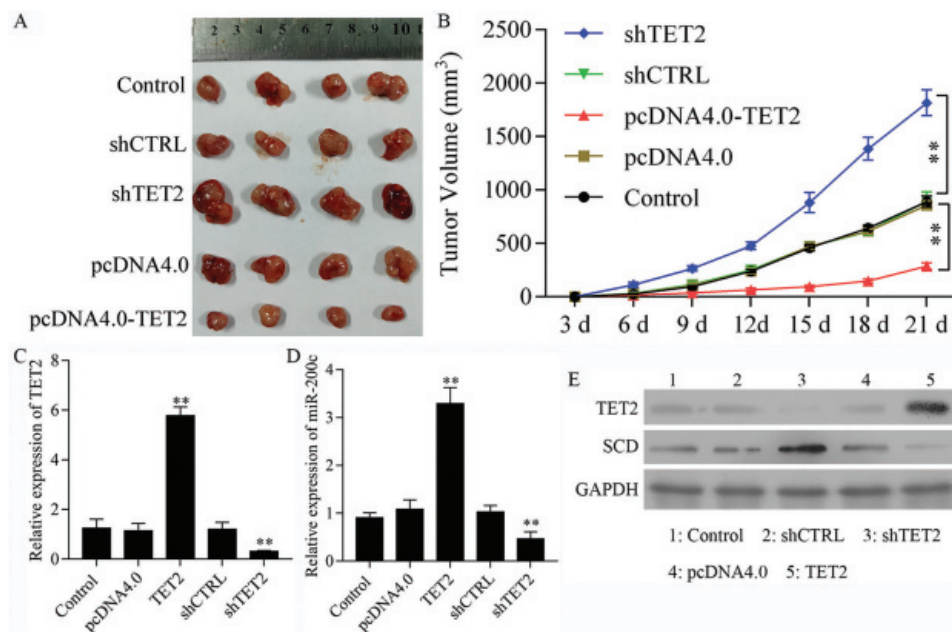 A
2 3 4 5 6 7 8 9 10
Control
shCTRL
shTET2
pcDNA4.0
pcDNA4.0-TET2
B
Tumor Volume (mm³)
2500
2000
1500
1000
500
0
3 d 6 d 9 d 12d 15 d 18 d 21 d
shTET2
shCTRL
pcDNA4.0-TET2
pcDNA4.0
Control
**
**
C
Relative expression of TET2
8
6
4
2
0
**
**
Control
pcDNA4.0
TET2
shCTRL
shTET2
D
Relative expression of miR-200c
4
3
2
1
0
**
**
Control
pcDNA4.0
TET2
shCTRL
shTET2
E
1 2 3 4 5
TET2
SCD
GAPDH
1: Control 2: shCTRL 3: shTET2
4: pcDNA4.0 5: TET2